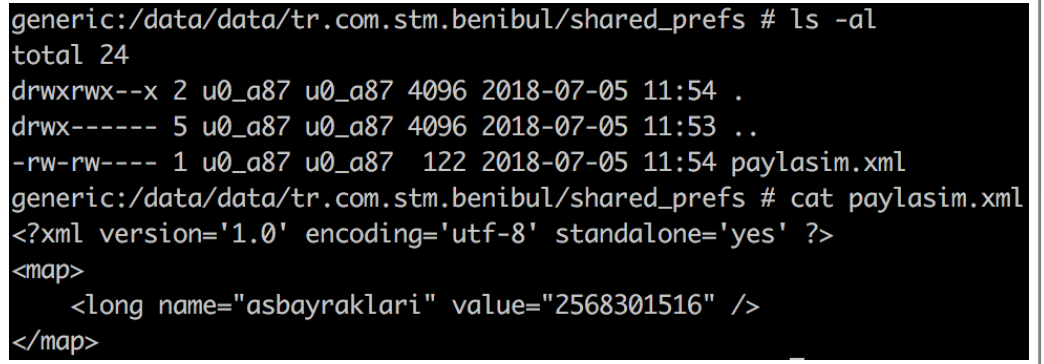 generic:/data/data/tr.com.stm.benibul/shared_prefs # ls -al
total 24
drwxrwx--x 2 u0_a87 u0_a87 4096 2018-07-05 11:54 .
drwx------ 5 u0_a87 u0_a87 4096 2018-07-05 11:53 ..
-rw-rw---- 1 u0_a87 u0_a87  122 2018-07-05 11:54 paylasim.xml
generic:/data/data/tr.com.stm.benibul/shared_prefs # cat paylasim.xml
<?xml version='1.0' encoding='utf-8' standalone='yes' ?>
<map>
    <long name="asbayraklari" value="2568301516" />
</map>